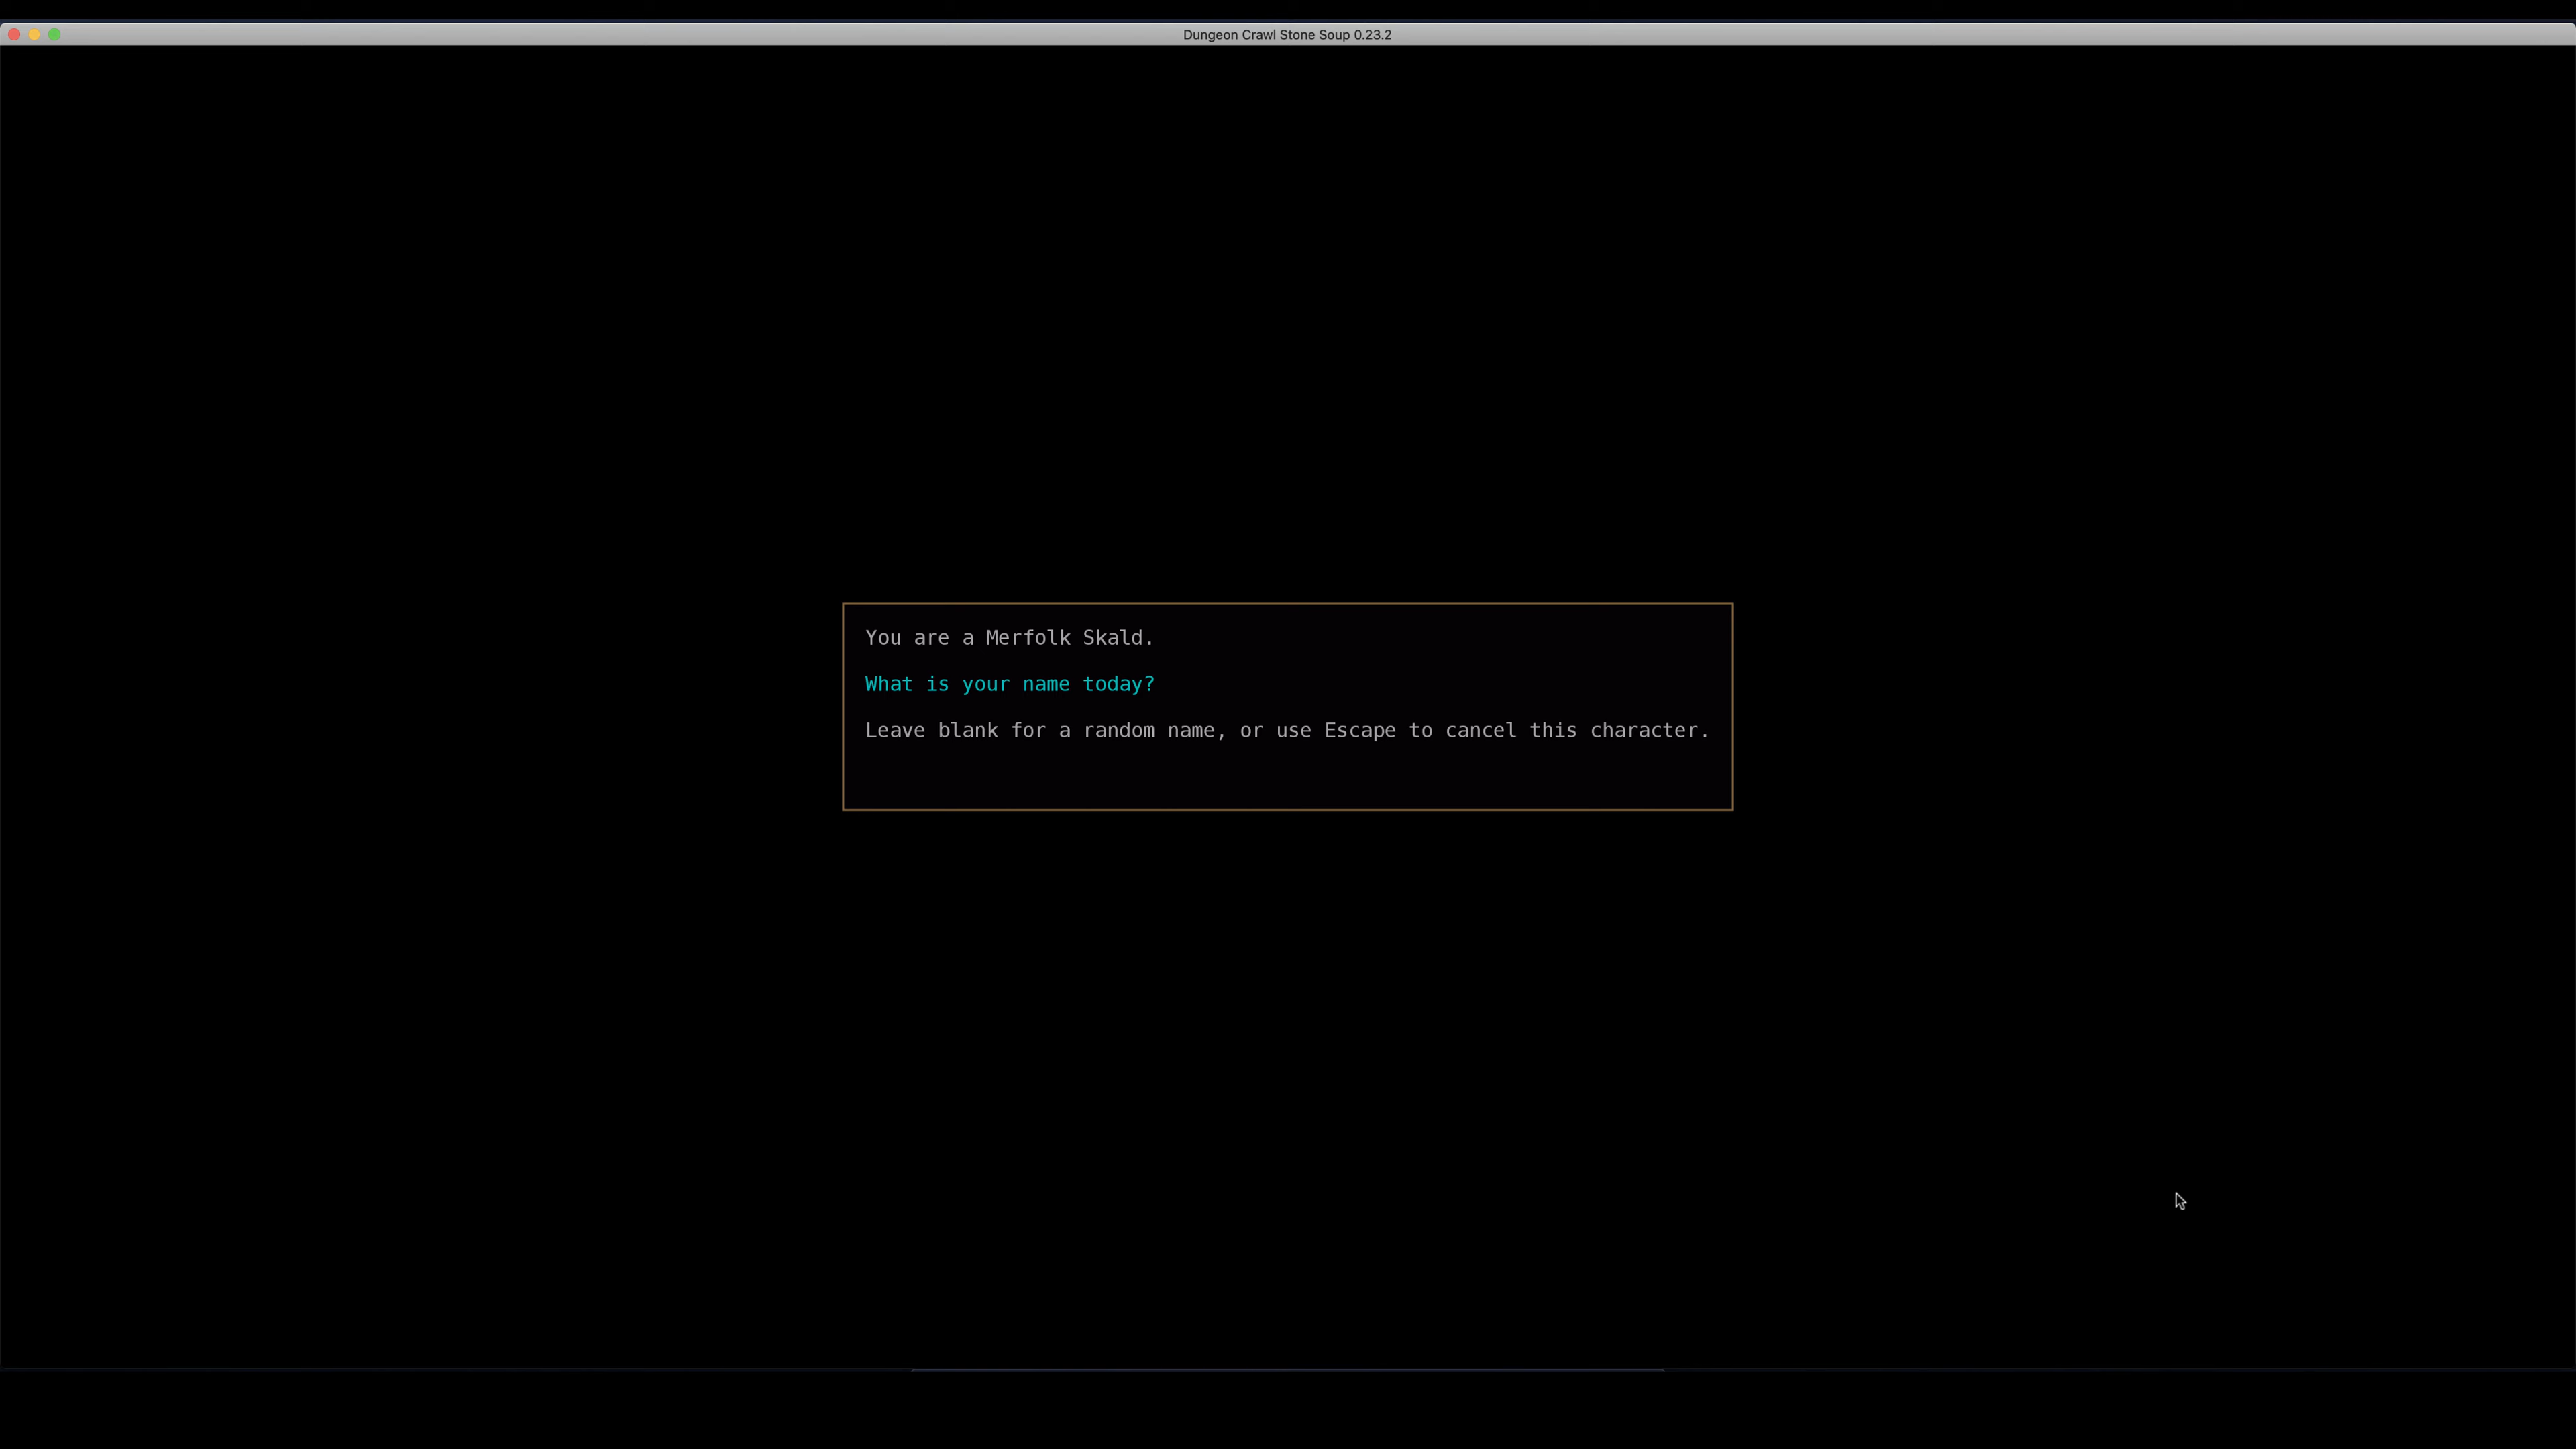 Dungeon Crawl Stone Soup 0.23.2
You are a Merfolk Skald.
What is your name today?
Leave blank for a random name, or use Escape to cancel this character.